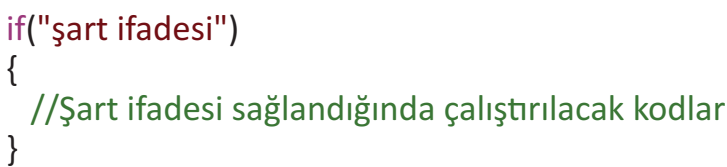 if("şart ifadesi")
{
//Şart ifadesi sağlandığında çalıştırılacak kodlar
}